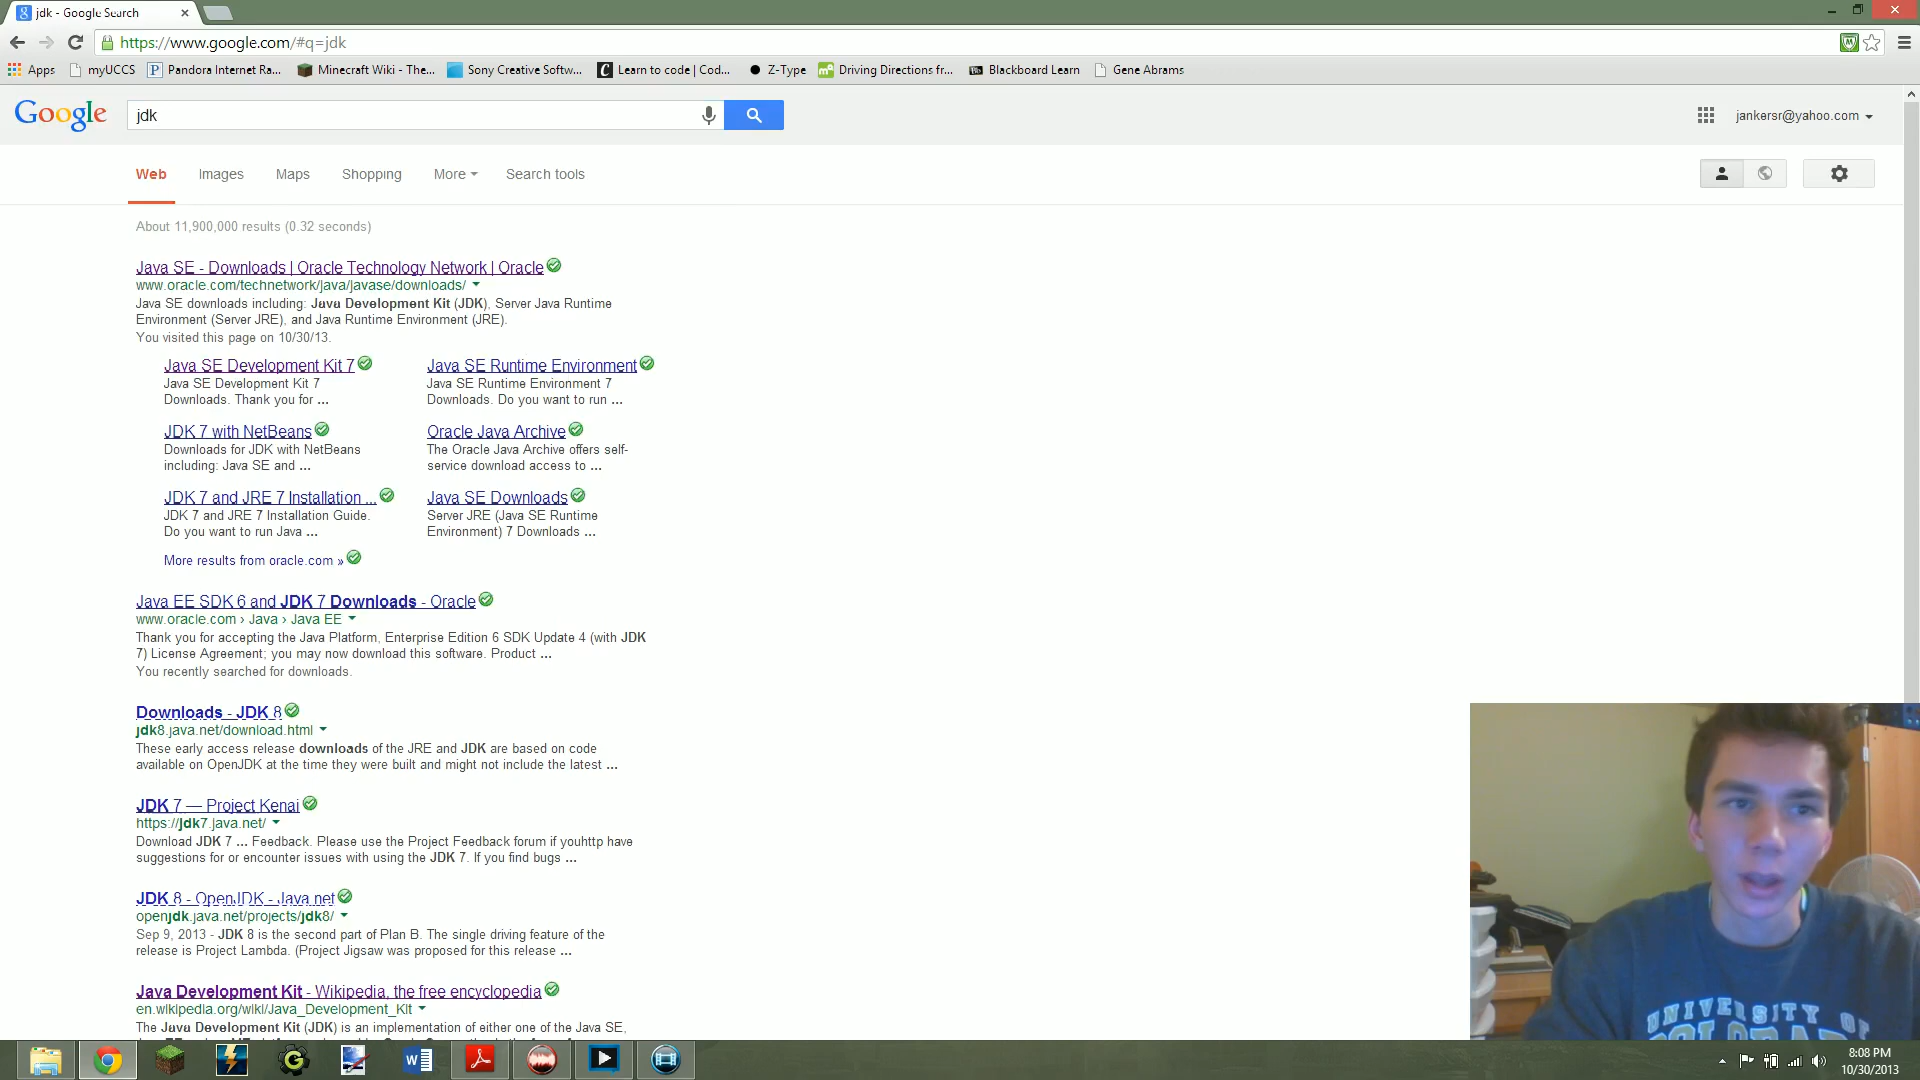 jdk - Google Search
https://www.google.com/#q=jdk
Apps myUCCS Pandora Internet Ra... Minecraft Wiki - The... Sony Creative Softw... Learn to code | Cod... Z-Type Driving Directions fr... Blackboard Learn Gene Abrams
Google jdk jankersr@yahoo.com
Web Images Maps Shopping More Search tools
About 11,900,000 results (0.32 seconds)
Java SE - Downloads | Oracle Technology Network | Oracle
www.oracle.com/technetwork/java/javase/downloads/
Java SE downloads including: Java Development Kit (JDK), Server Java Runtime
Environment (Server JRE), and Java Runtime Environment (JRE).
You visited this page on 10/30/13.
Java SE Development Kit 7
Java SE Development Kit 7
Downloads. Thank you for ...
Java SE Runtime Environment
Java SE Runtime Environment 7
Downloads. Do you want to run ...
JDK 7 with NetBeans
Downloads for JDK with NetBeans
including: Java SE and ...
Oracle Java Archive
The Oracle Java Archive offers self-
service download access to ...
JDK 7 and JRE 7 Installation ...
JDK 7 and JRE 7 Installation Guide.
Do you want to run Java ...
Java SE Downloads
Server JRE (Java SE Runtime
Environment) 7 Downloads ...
More results from oracle.com »
Java EE SDK 6 and JDK 7 Downloads - Oracle
www.oracle.com › Java › Java EE
Thank you for accepting the Java Platform, Enterprise Edition 6 SDK Update 4 (with JDK
7) License Agreement; you may now download this software. Product ...
You recently searched for downloads.
Downloads - JDK 8
jdk8.java.net/download.html
These early access release downloads of the JRE and JDK are based on code
available on OpenJDK at the time they were built and might not include the latest ...
JDK 7 — Project Kenai
https://jdk7.java.net/
Download JDK 7 ... Feedback. Please use the Project Feedback forum if youhttp have
suggestions for or encounter issues with using the JDK 7. If you find bugs ...
JDK 8 - OpenJDK - Java.net
openjdk.java.net/projects/jdk8/
Sep 9, 2013 - JDK 8 is the second part of Plan B. The single driving feature of the
release is Project Lambda. (Project Jigsaw was proposed for this release ...
Java Development Kit - Wikipedia, the free encyclopedia
en.wikipedia.org/wiki/Java_Development_Kit
The Java Development Kit (JDK) is an implementation of either one of the Java SE,
UNIVERSITY OF
COLORADO
8:08 PM
10/30/2013